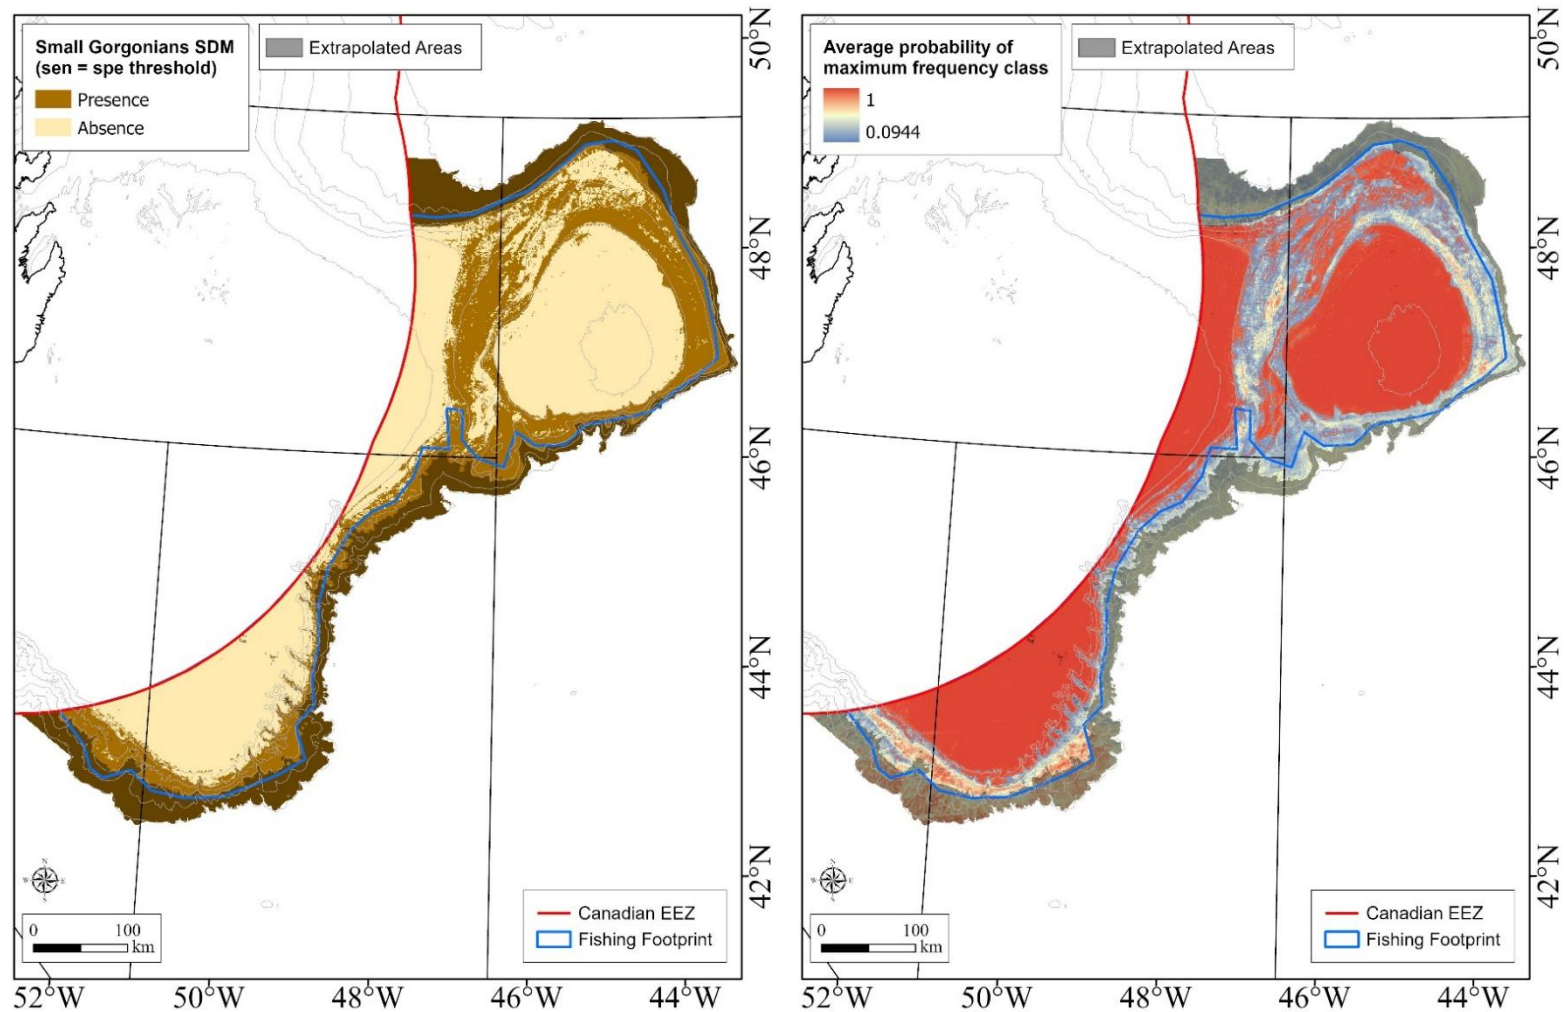 Small Gorgonians SDM
(sen = spe threshold)
Presence
Absence
Extrapolated Areas
N
W E
S
0 100
km
Canadian EEZ
Fishing Footprint
50°N
48°N
46°N
44°N
42°N
52°W 50°W 48°W 46°W 44°W
Average probability of
maximum frequency class
1
0.0944
Extrapolated Areas
N
W E
S
0 100
km
Canadian EEZ
Fishing Footprint
50°N
48°N
46°N
44°N
42°N
52°W 50°W 48°W 46°W 44°W